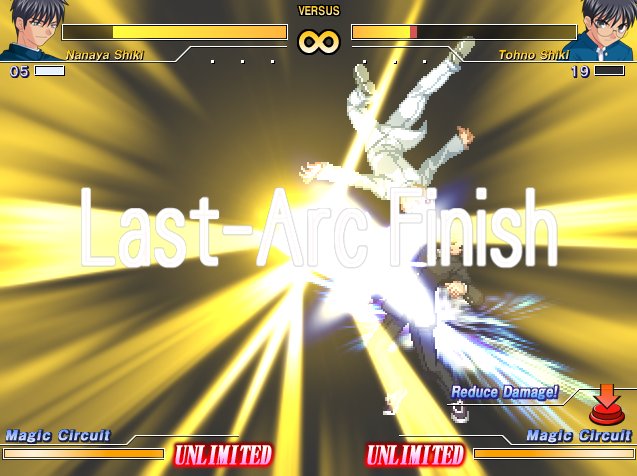 VERSUS
Nanaya Shiki
Tohno Shiki
05
19
Last-Arc Finish
Reduce Damage!
Magic Circuit
Magic Circuit
UNLIMITED
UNLIMITED